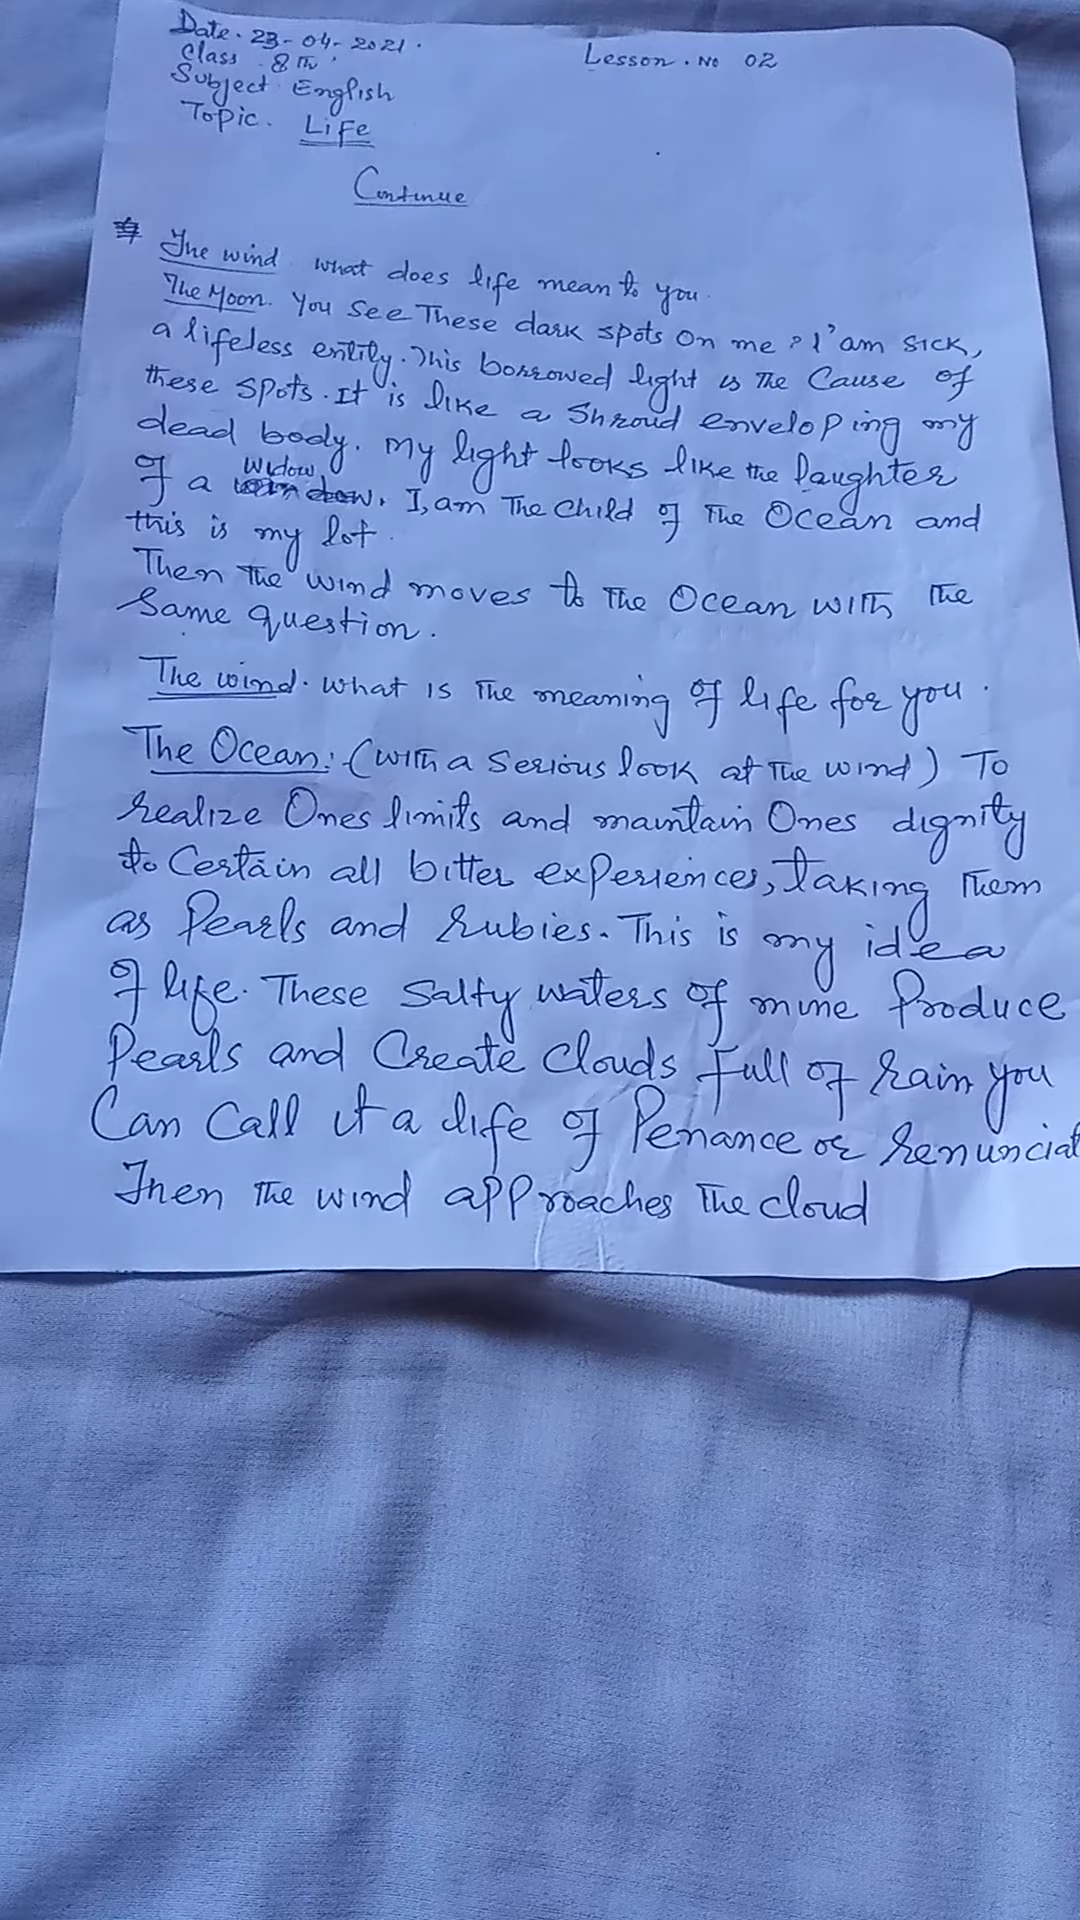 Date. 23-04-2021.
Lesson. No 02
Class. 8Th
Subject. English
Topic. Life
Continue
The wind. what does life mean to you.
The Moon. You see These dark spots on me? I'am sick,
a lifeless entity. This borrowed light is The Cause of
these spots. It is like a Shroud enveloping my
dead body. My light looks like the laughter
of a widow. I, am The Child of The Ocean and
this is my lot.
Then The wind moves to The Ocean with The
Same question.
The wind. what is The meaning of life for you.
The Ocean: (with a Serious look at The wind) To
realize Ones limits and maintain Ones dignity
to Certain all bitter experiences, taking Them
as Pearls and rubies. This is my idea
of life. These Salty waters of mine Produce
Pearls and Create Clouds full of rain you
Can Call it a life of Penance or renunciat
Then The wind approaches The cloud